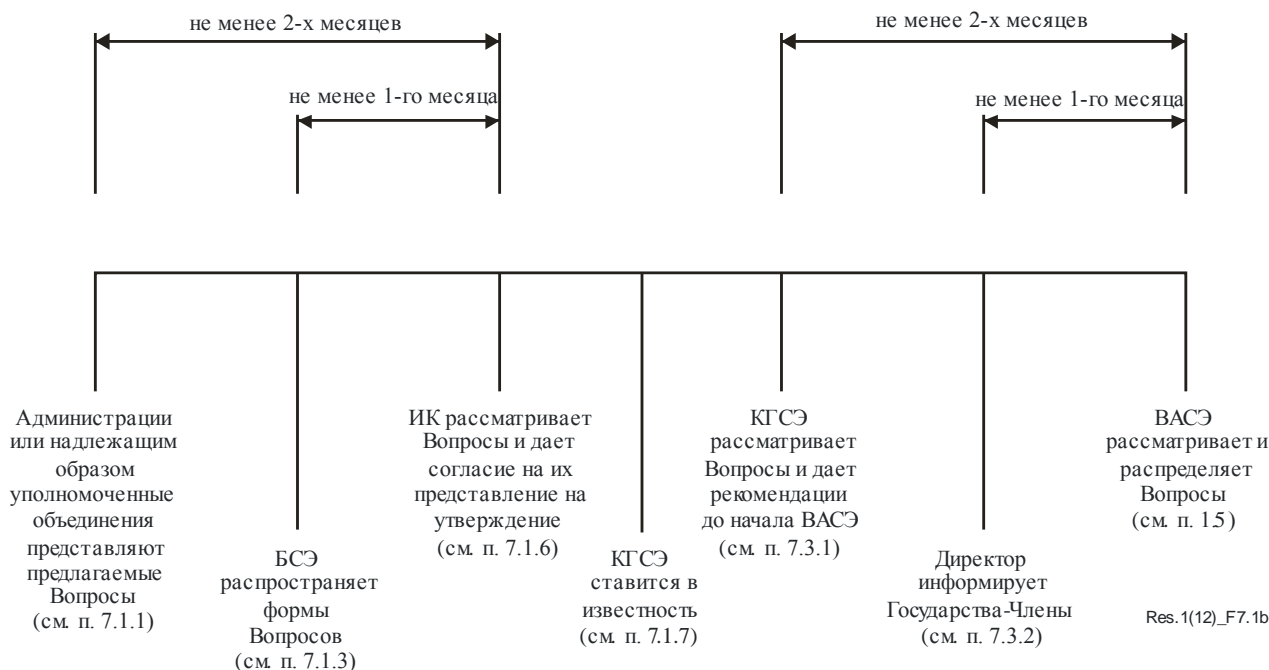 не менее 2-х месяцев
не менее 2-х месяцев
не менее 1-го месяца
не менее 1-го месяца
Администрации
или надлежащим
образом
уполномоченные
объединения
представляют
предлагаемые
Вопросы
(см. п. 7.1.1)
БСЭ
распространяет
формы
Вопросов
(см. п. 7.1.3)
ИК рассматривает
Вопросы и дает
согласие на их
представление на
утверждение
(см. п. 7.1.6)
КГСЭ
ставится в
известность
(см. п. 7.1.7)
КГСЭ
рассматривает
Вопросы и дает
рекомендации
до начала ВАСЭ
(см. п. 7.3.1)
Директор
информирует
Государства-Члены
(см. п. 7.3.2)
ВАСЭ
рассматривает и
распределяет
Вопросы
(см. п. 1.5)
Res.1(12)_F7.1b